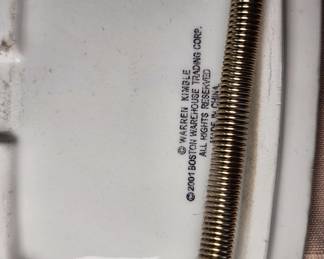 © WARREN KIMBLE
© 2001 BOSTON WAREHOUSE TRADING CORP.
ALL RIGHTS RESERVED
MADE IN CHINA